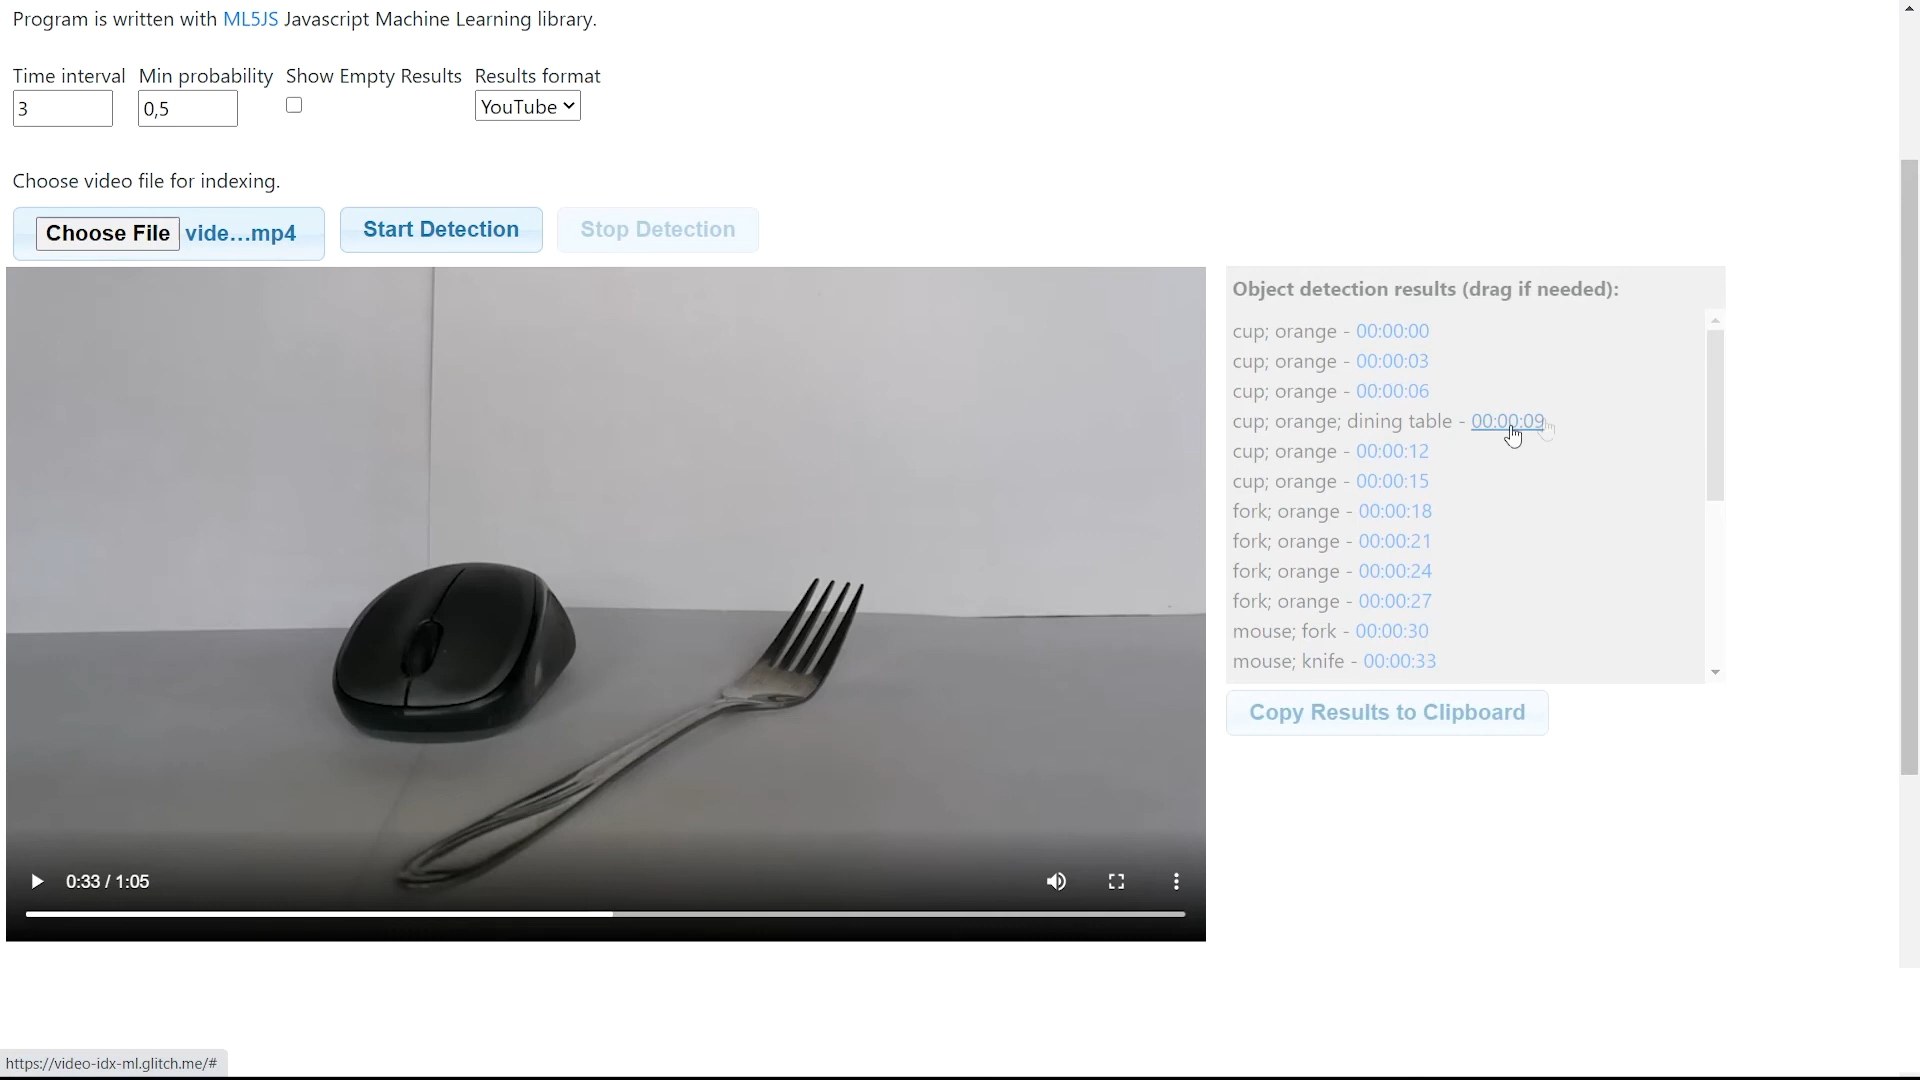 Program is written with ML5JS Javascript Machine Learning library.
Time interval Min probability Show Empty Results Results format
3 0,5 YouTube
Choose video file for indexing.
Choose File vide...mp4 Start Detection Stop Detection
Object detection results (drag if needed):
cup; orange - 00:00:00
cup; orange - 00:00:03
cup; orange - 00:00:06
cup; orange; dining table - 00:00:09
cup; orange - 00:00:12
cup; orange - 00:00:15
fork; orange - 00:00:18
fork; orange - 00:00:21
fork; orange - 00:00:24
fork; orange - 00:00:27
mouse; fork - 00:00:30
mouse; knife - 00:00:33
Copy Results to Clipboard
0:33 / 1:05
https://video-idx-ml.glitch.me/#